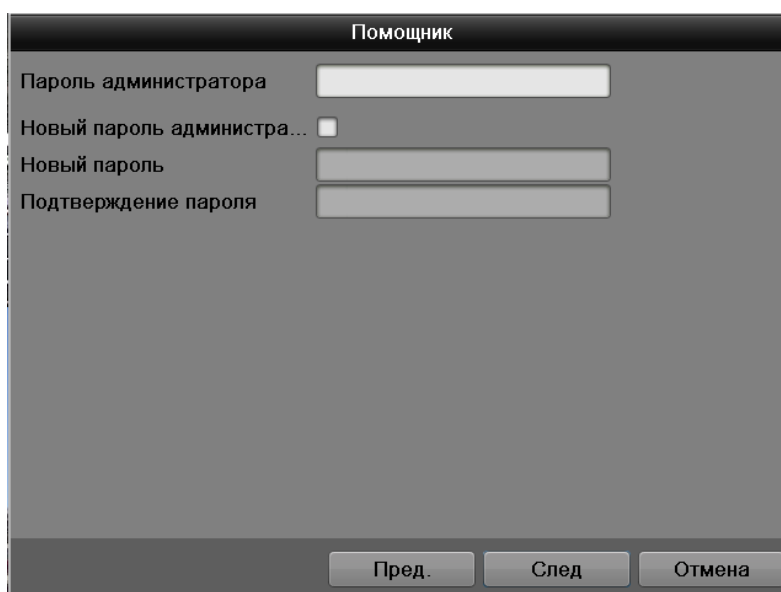 Помощник
Пароль администратора
Новый пароль администра...
Новый пароль
Подтверждение пароля
Пред.
След
Отмена